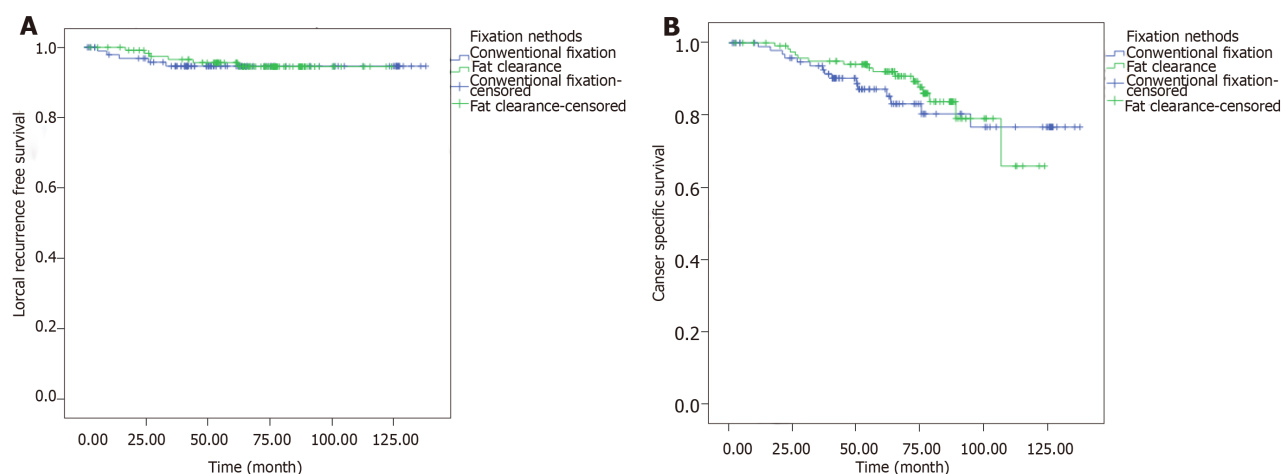 A
Lorcal recurrence free survival
1.0
0.8
0.6
0.4
0.2
0.0
0.00 25.00 50.00 75.00 100.00 125.00
Time (month)
Fixation nethods
Conventional fixation
Fat clearance
Conventional fixation-
censored
Fat clearance-censored
B
Canser specific survival
1.0
0.8
0.6
0.4
0.2
0.0
0.00 25.00 50.00 75.00 100.00 125.00
Time (month)
Fixation nethods
Conventional fixation
Fat clearance
Conventional fixation-
censored
Fat clearance-censored